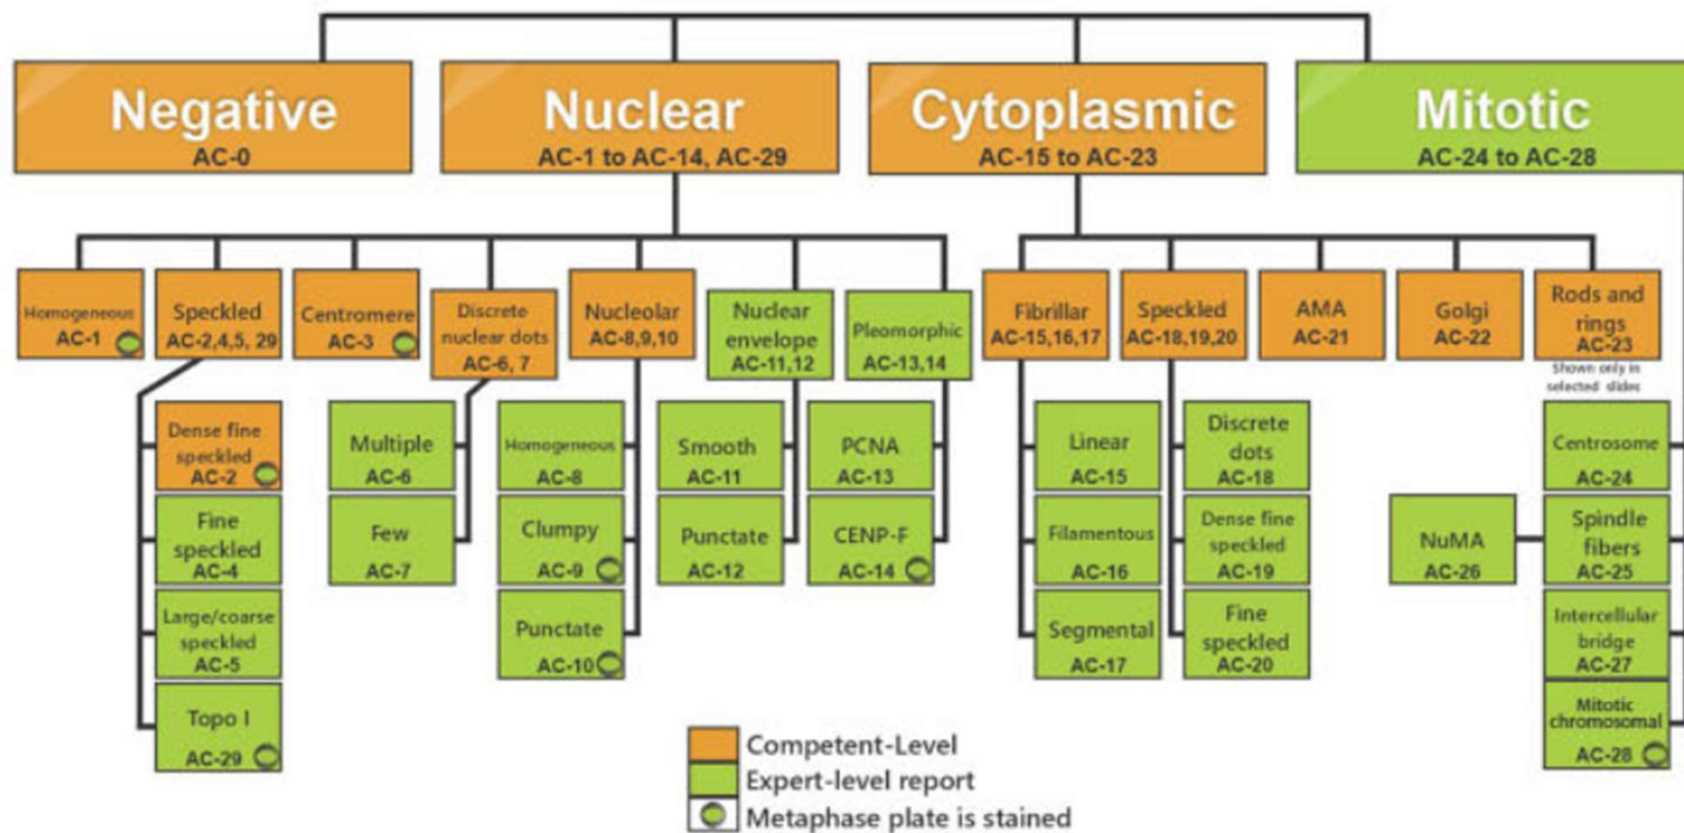 Negative
AC-0
Nuclear
AC-1 to AC-14, AC-29
Cytoplasmic
AC-15 to AC-23
Mitotic
AC-24 to AC-28
Homogeneous
AC-1
Speckled
AC-2,4,5, 29
Centromere
AC-3
Discrete
nuclear dots
AC-6, 7
Nucleolar
AC-8,9,10
Nuclear
envelope
AC-11,12
Pleomorphic
AC-13,14
Fibrillar
AC-15,16,17
Speckled
AC-18,19,20
AMA
AC-21
Golgi
AC-22
Rods and
rings
AC-23
Shown only in
selected slides
Dense fine
speckled
AC-2
Fine
speckled
AC-4
Large/coarse
speckled
AC-5
Topo I
AC-29
Multiple
AC-6
Few
AC-7
Homogeneous
AC-8
Clumpy
AC-9
Punctate
AC-10
Smooth
AC-11
Punctate
AC-12
PCNA
AC-13
CENP-F
AC-14
Linear
AC-15
Filamentous
AC-16
Segmental
AC-17
Discrete
dots
AC-18
Dense fine
speckled
AC-19
Fine
speckled
AC-20
Centrosome
AC-24
Spindle
fibers
AC-25
NuMA
AC-26
Intercellular
bridge
AC-27
Mitotic
chromosomal
AC-28
Competent-Level
Expert-level report
Metaphase plate is stained